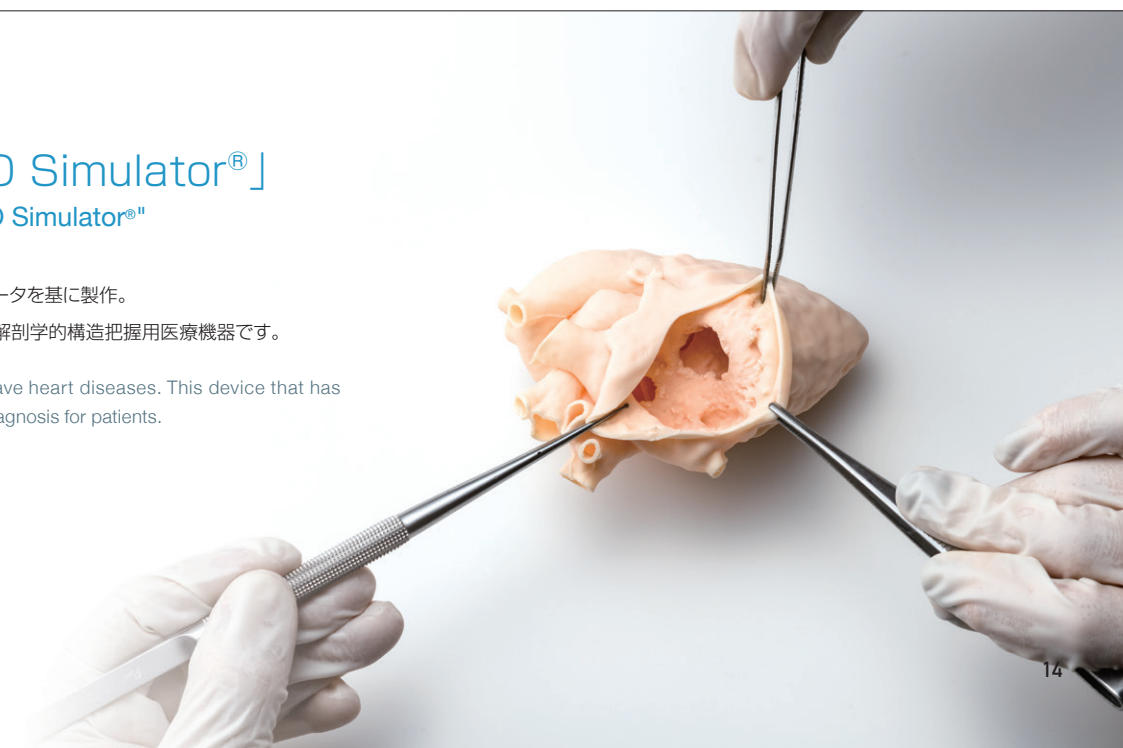 D Simulator®」
D Simulator®"
ータを基に製作。
解剖学的構造把握用医療機器です。
ave heart diseases. This device that has
agnosis for patients.
14